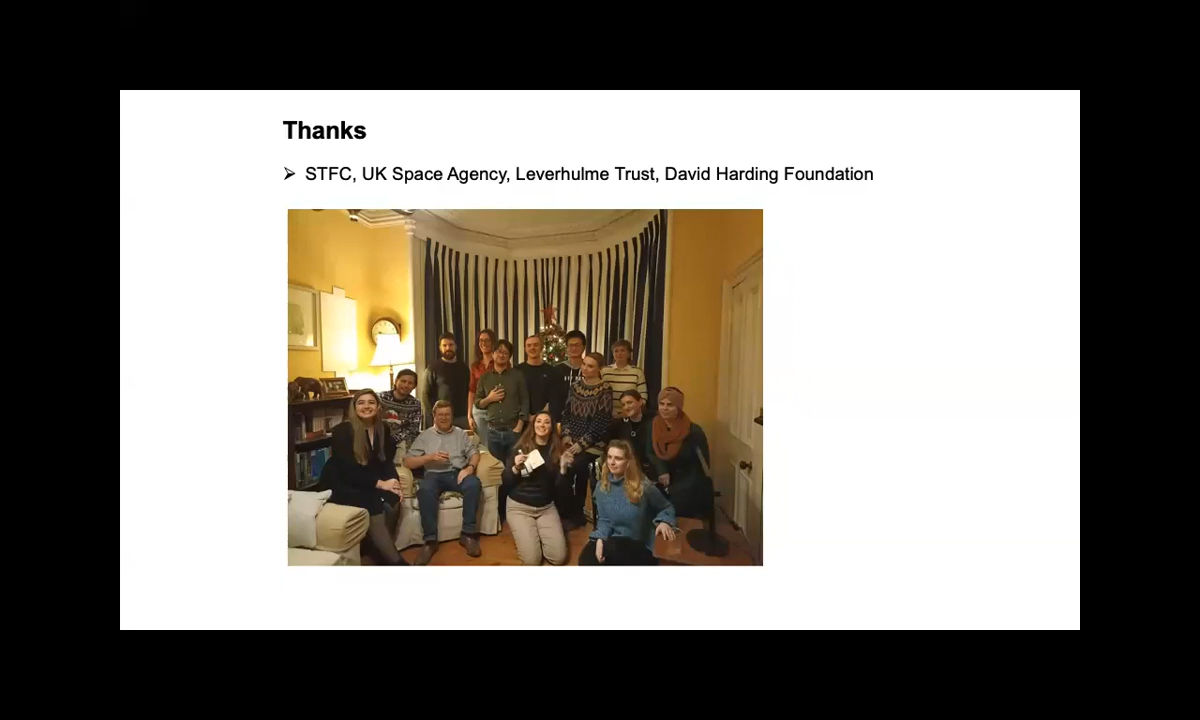 Thanks
➢ STFC, UK Space Agency, Leverhulme Trust, David Harding Foundation